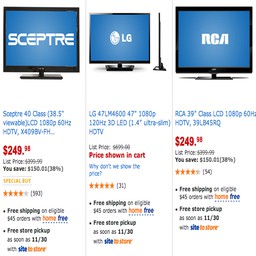 SCEPTRE
Sceptre 40 Class (38.5"
viewable)LCD 1080p 60Hz
HDTV, X409BV-FH...
$249.98
List Price: $399.99
You save: $150.01(38%)
SPECIAL BUY
(593)
• Free shipping on eligible
$45 orders with home free
• Free store pickup
as soon as 11/30
with site to store
LG
LG 47LM4600 47" 1080p
120Hz 3D LED (1.4" ultra-slim)
HDTV
List Price: $699.00
Price shown in cart
Why don't we show the
price?
(31)
• Free shipping on eligible
$45 orders with home free
• Free store pickup
as soon as 11/30
with site to store
RCA
RCA 39" Class LCD 1080p 60Hz
HDTV, 39LB45RQ
$249.98
List Price: $399.99
You save: $150.01(38%)
(54)
• Free shipping on eligible
$45 orders with home free
• Free store pickup
as soon as 11/30
with site to store